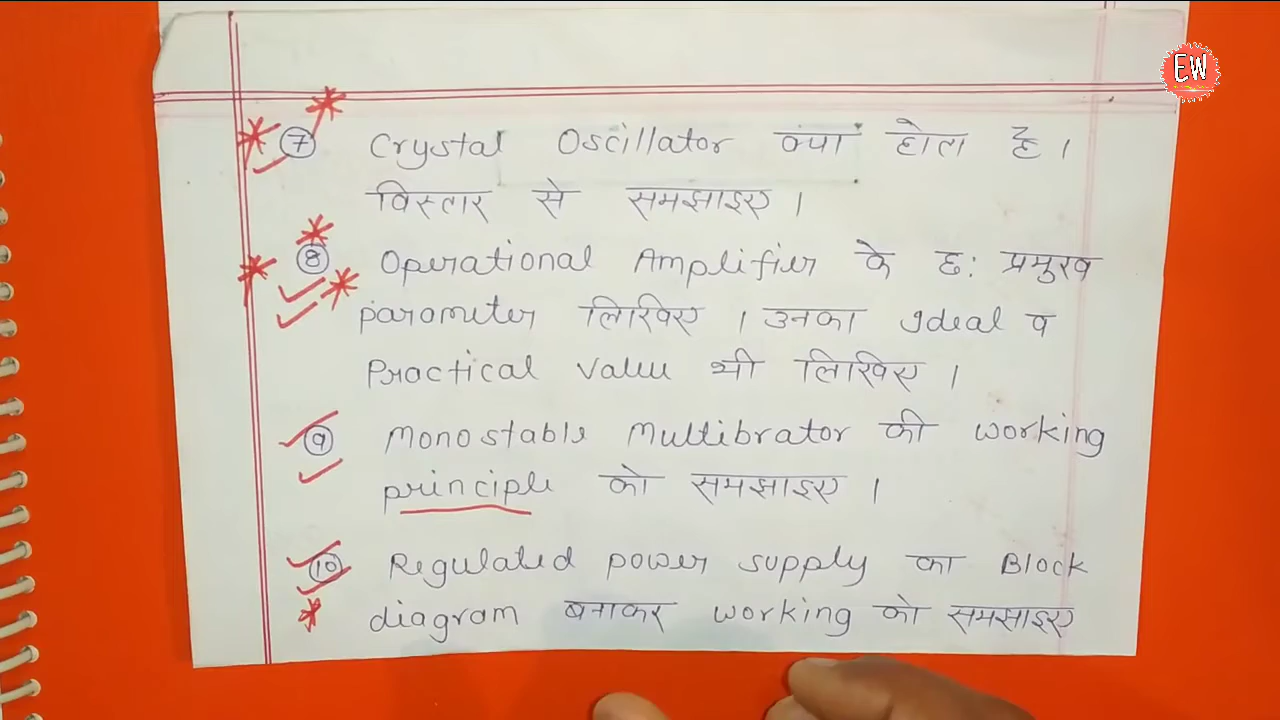 EW
7 Crystal Oscillator क्या होता है।
विस्तार से समझाइए।
8 Operational Amplifier के छः प्रमुख
parameter लिखिए। उनका Ideal व
Practical Value भी लिखिए।
9 Monostable Multibrator की working
principle को समझाइए।
10 Regulated power supply का Block
diagram बनाकर working को समझाइए